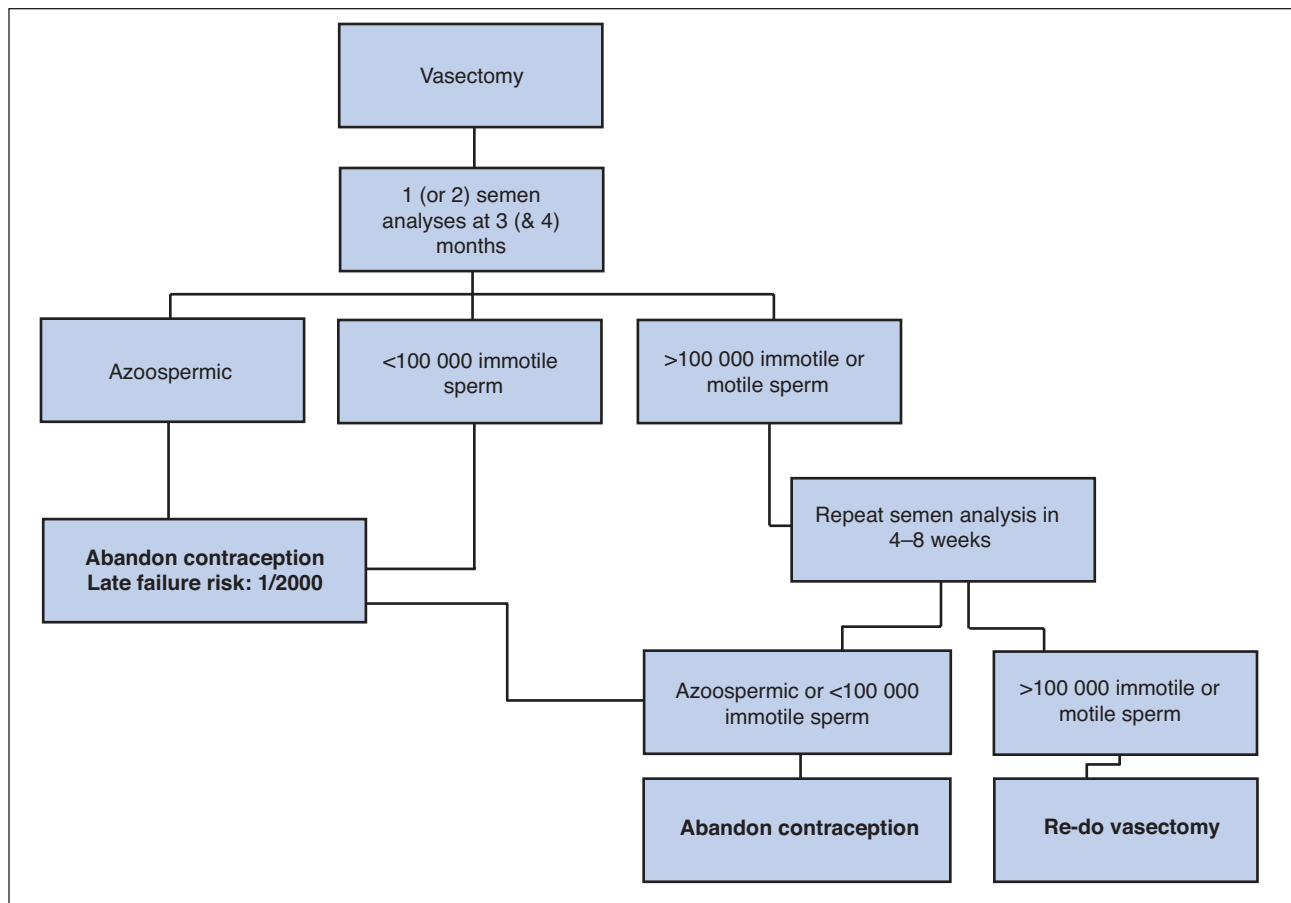 Vasectomy
1 (or 2) semen
analyses at 3 (& 4)
months
Azoospermic
<100 000 immotile
sperm
>100 000 immotile or
motile sperm
Repeat semen analysis in
4–8 weeks
Abandon contraception
Late failure risk: 1/2000
Azoospermic or <100 000
immotile sperm
>100 000 immotile or
motile sperm
Abandon contraception
Re-do vasectomy